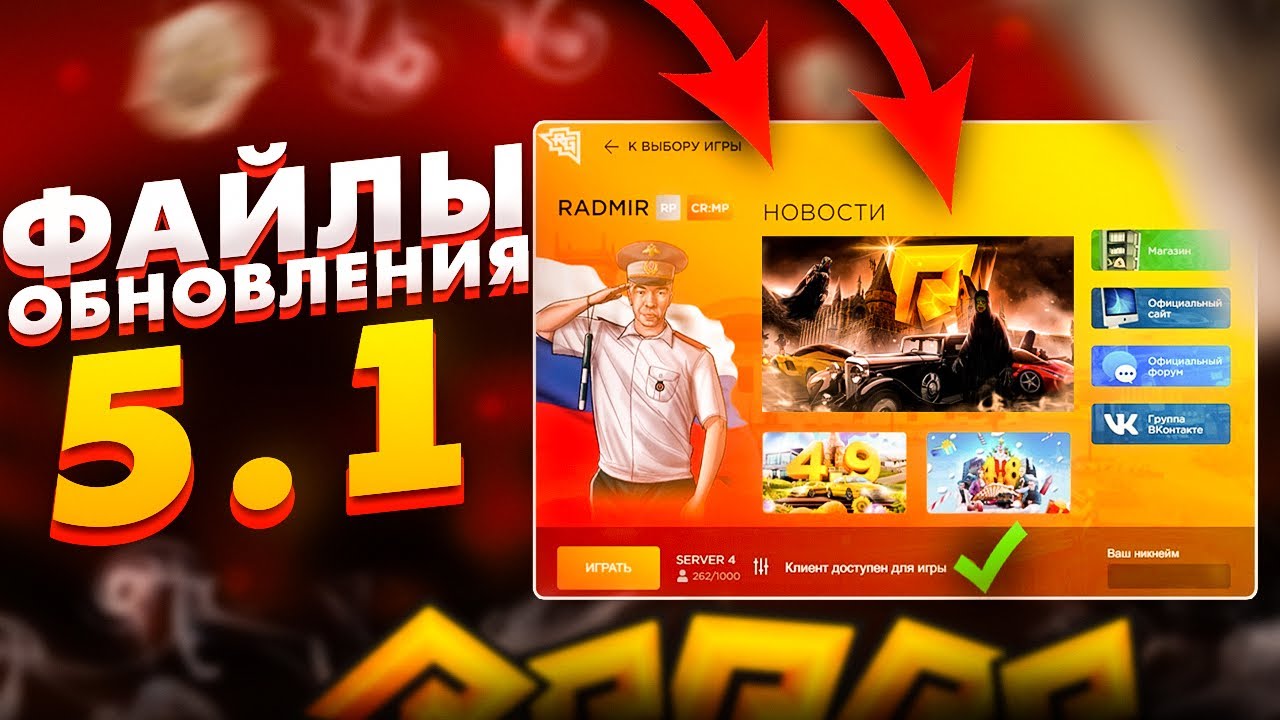 ФАЙЛЫ
ОБНОВЛЕНИЯ
5.1
← К ВЫБОРУ ИГРЫ
RADMIR RP CR:MP
НОВОСТИ
Магазин
Официальный
сайт
Официальный
форум
Группа
ВКонтакте
4.9
4.8
ИГРАТЬ
SERVER 4
262/1000
Клиент доступен для игры
Ваш никнейм